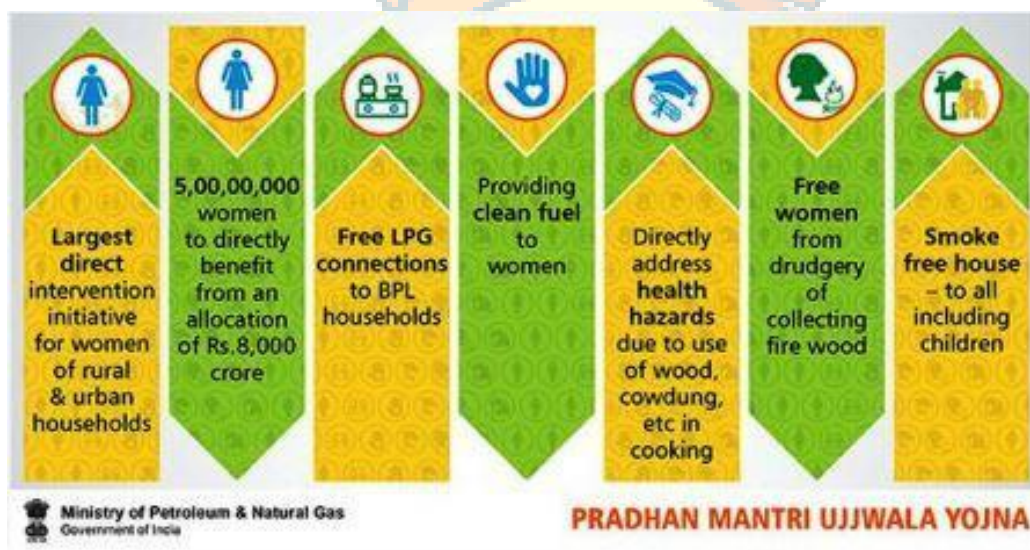 Largest
direct
intervention
initiative
for women
of rural
& urban
households
5,00,00,000
women
to directly
benefit
from an
allocation
of Rs.8,000
crore
Free LPG
connections
to BPL
households
Providing
clean fuel
to
women
Directly
address
health
hazards
due to use
of wood,
cowdung,
etc in
cooking
Free
women
from
drudgery
of
collecting
fire wood
Smoke
free house
– to all
including
children
Ministry of Petroleum & Natural Gas
Government of India
PRADHAN MANTRI UJJWALA YOJNA